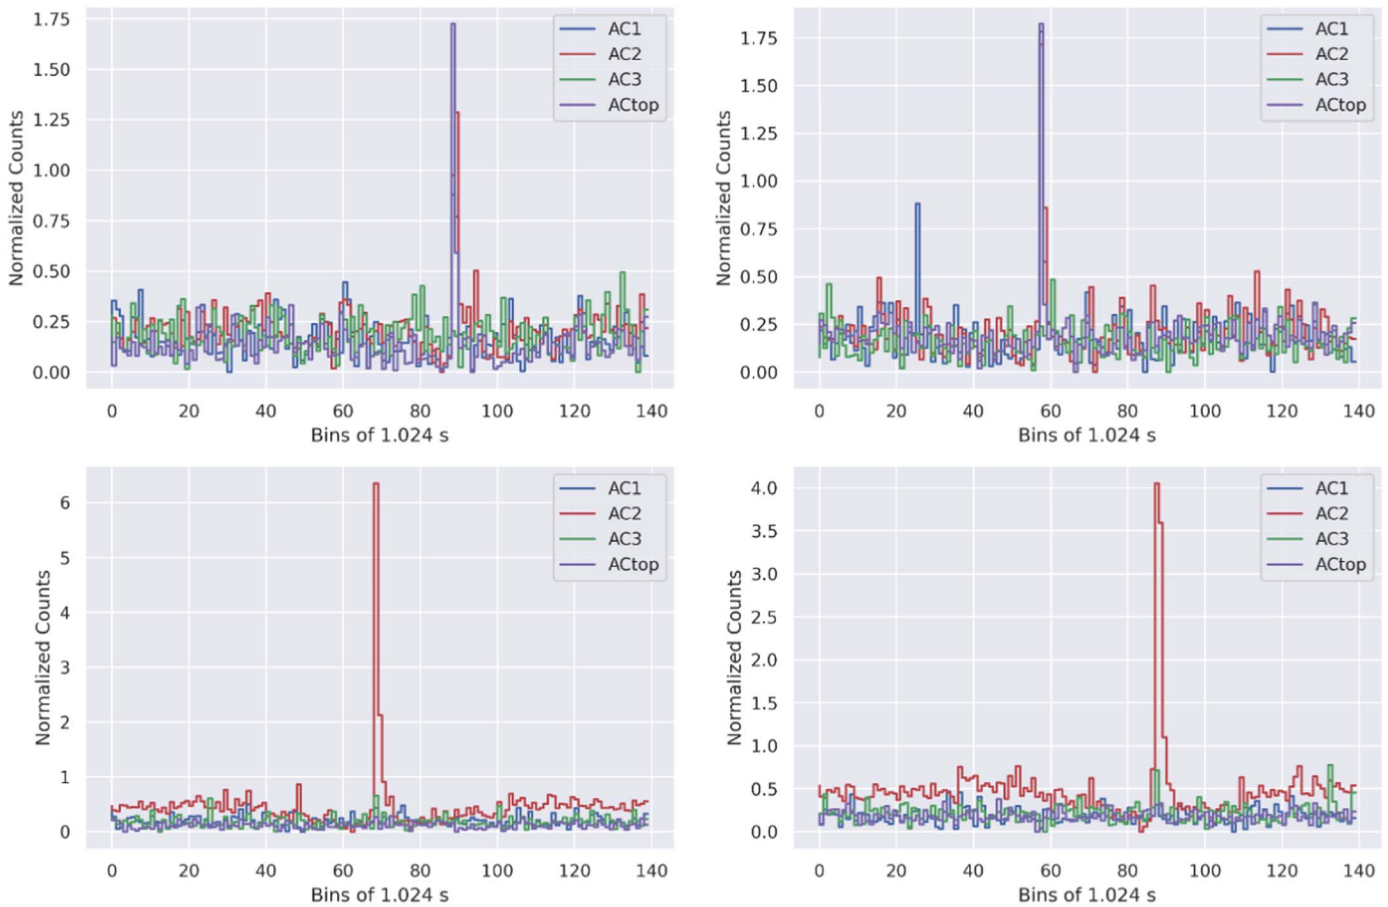 1.75
1.50
1.25
1.00
0.75
0.50
0.25
0.00
Normalized Counts
AC1
AC2
AC3
ACtop
0 20 40 60 80 100 120 140
Bins of 1.024 s
1.75
1.50
1.25
1.00
0.75
0.50
0.25
0.00
Normalized Counts
AC1
AC2
AC3
ACtop
0 20 40 60 80 100 120 140
Bins of 1.024 s
6
5
4
3
2
1
0
Normalized Counts
AC1
AC2
AC3
ACtop
0 20 40 60 80 100 120 140
Bins of 1.024 s
4.0
3.5
3.0
2.5
2.0
1.5
1.0
0.5
0.0
Normalized Counts
AC1
AC2
AC3
ACtop
0 20 40 60 80 100 120 140
Bins of 1.024 s